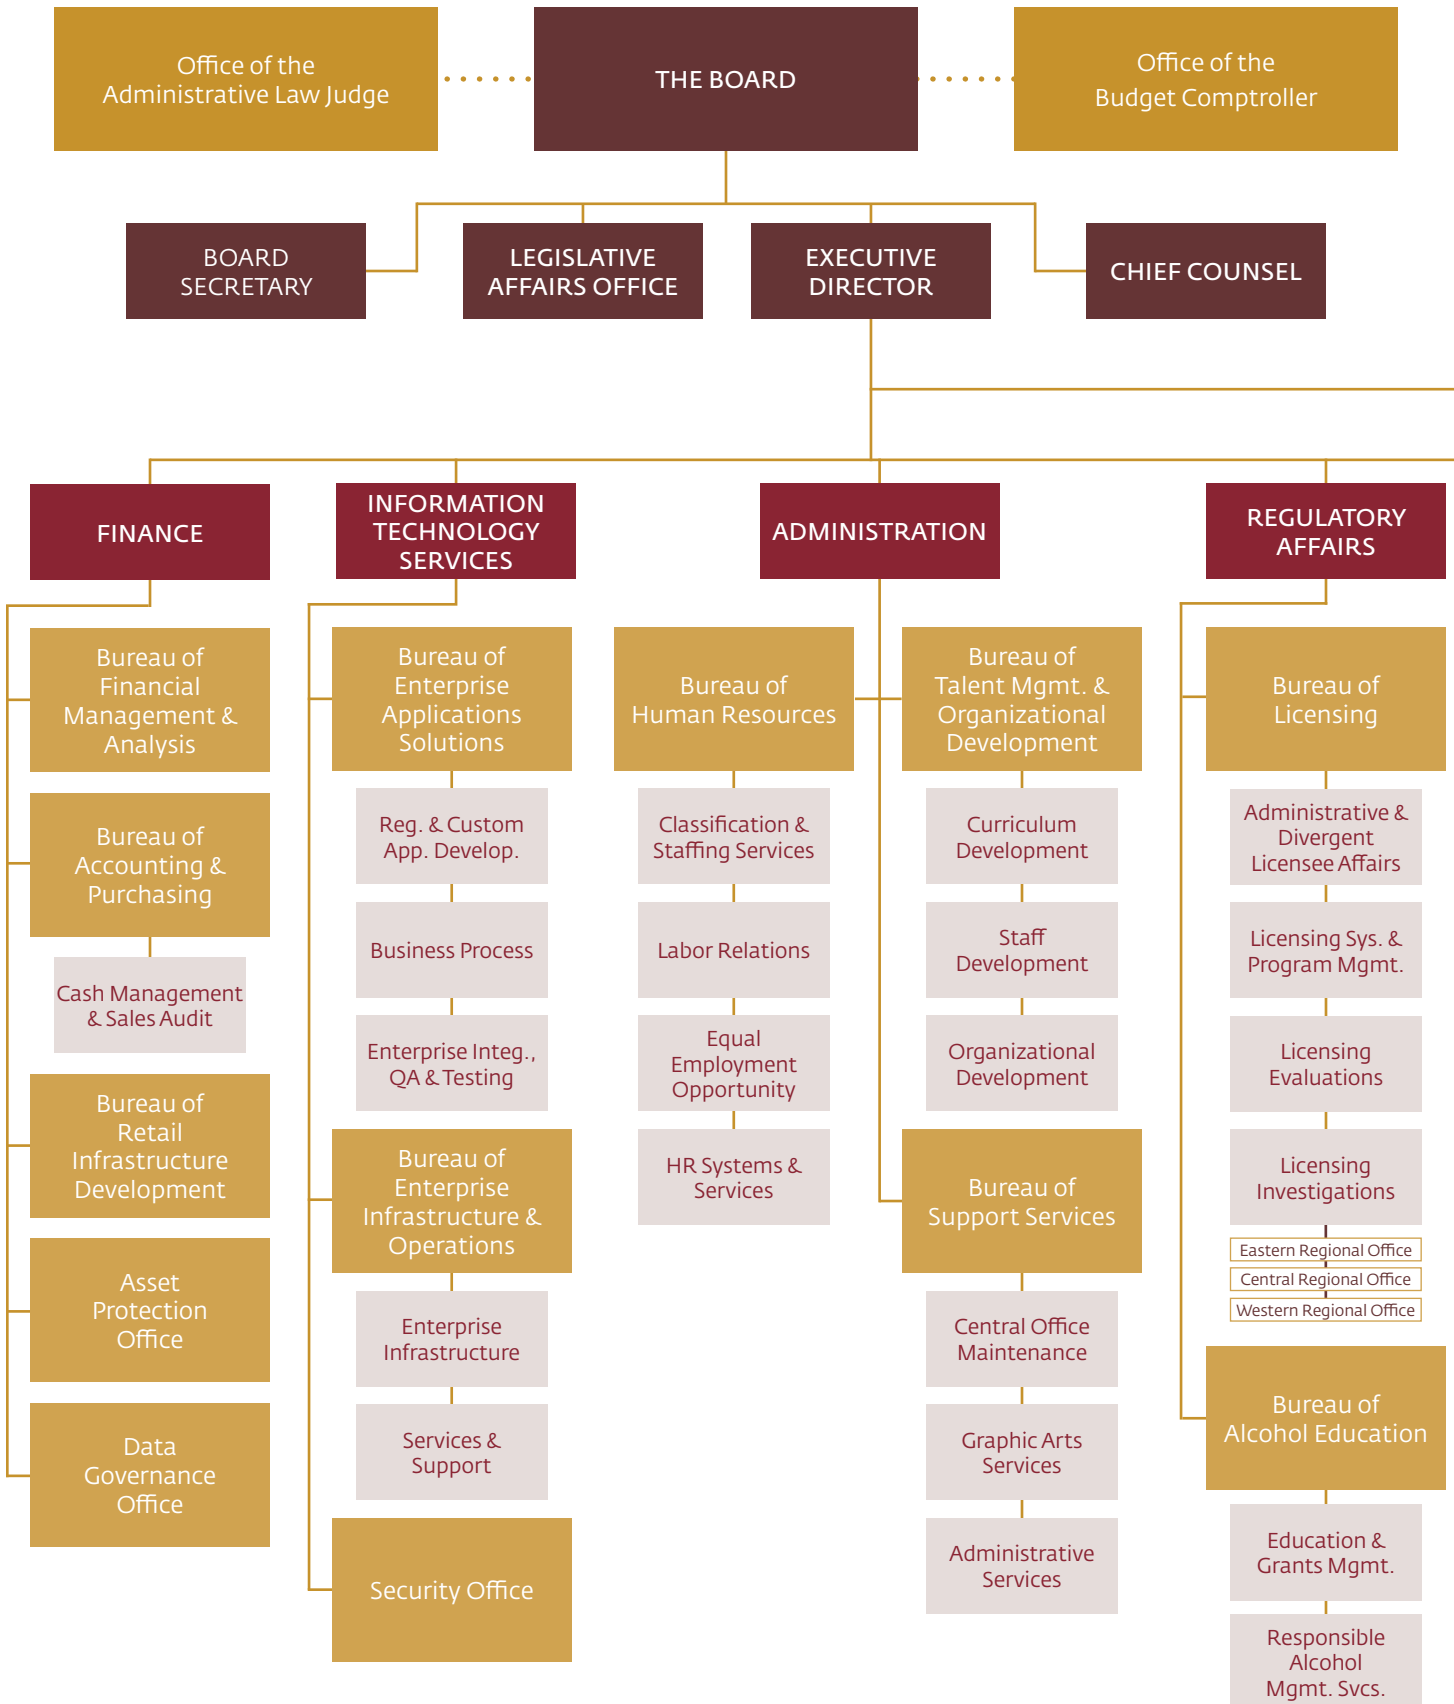 Office of the
Administrative Law Judge
THE BOARD
Office of the
Budget Comptroller
BOARD
SECRETARY
LEGISLATIVE
AFFAIRS OFFICE
EXECUTIVE
DIRECTOR
CHIEF COUNSEL
FINANCE
Bureau of
Financial
Management &
Analysis
Bureau of
Accounting &
Purchasing
Cash Management
& Sales Audit
Bureau of
Retail
Infrastructure
Development
Asset
Protection
Office
Data
Governance
Office
INFORMATION
TECHNOLOGY
SERVICES
Bureau of
Enterprise
Applications
Solutions
Reg. & Custom
App. Develop.
Business Process
Enterprise Integ.,
QA & Testing
Bureau of
Enterprise
Infrastructure &
Operations
Enterprise
Infrastructure
Services &
Support
Security Office
ADMINISTRATION
Bureau of
Human Resources
Classification &
Staffing Services
Labor Relations
Equal
Employment
Opportunity
HR Systems &
Services
Bureau of
Talent Mgmt. &
Organizational
Development
Curriculum
Development
Staff
Development
Organizational
Development
Bureau of
Support Services
Central Office
Maintenance
Graphic Arts
Services
Administrative
Services
REGULATORY
AFFAIRS
Bureau of
Licensing
Administrative &
Divergent
Licensee Affairs
Licensing Sys. &
Program Mgmt.
Licensing
Evaluations
Licensing
Investigations
Eastern Regional Office
Central Regional Office
Western Regional Office
Bureau of
Alcohol Education
Education &
Grants Mgmt.
Responsible
Alcohol
Mgmt. Svcs.